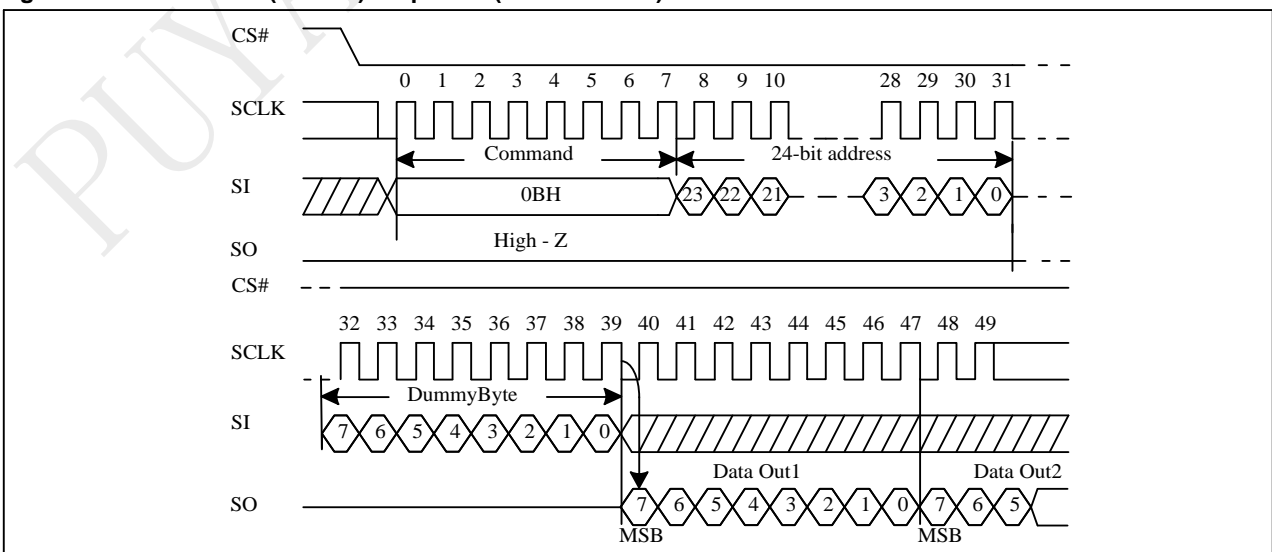 PUYA
CS#
0 1 2 3 4 5 6 7 8 9 10 28 29 30 31
SCLK
Command 24-bit address
SI 0BH 23 22 21 3 2 1 0
High - Z
SO
CS#
32 33 34 35 36 37 38 39 40 41 42 43 44 45 46 47 48 49
SCLK
DummyByte
SI 7 6 5 4 3 2 1 0
Data Out1 Data Out2
SO 7 6 5 4 3 2 1 0 7 6 5
MSB MSB